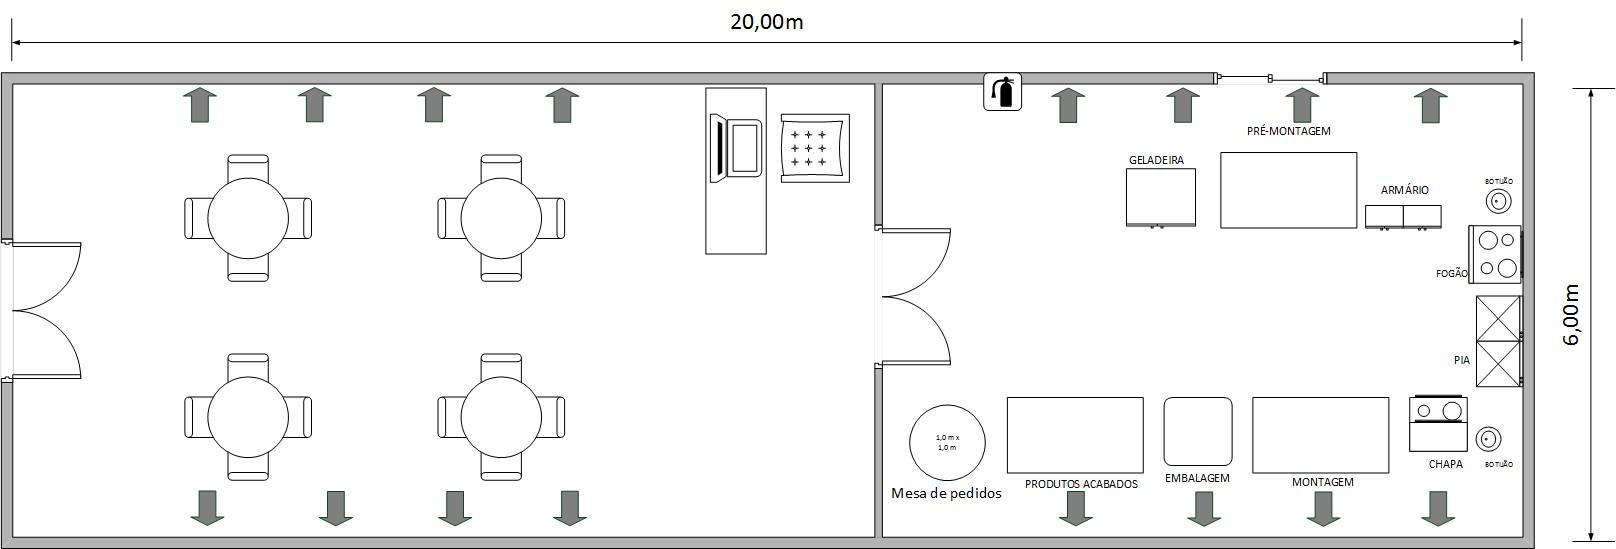 20,00m
PRÉ-MONTAGEM
GELADEIRA
ARMÁRIO
BOTIJÃO
FOGÃO
6,00m
PIA
1,0 m x
1,0 m
Mesa de pedidos
PRODUTOS ACABADOS
EMBALAGEM
MONTAGEM
CHAPA
BOTIJÃO